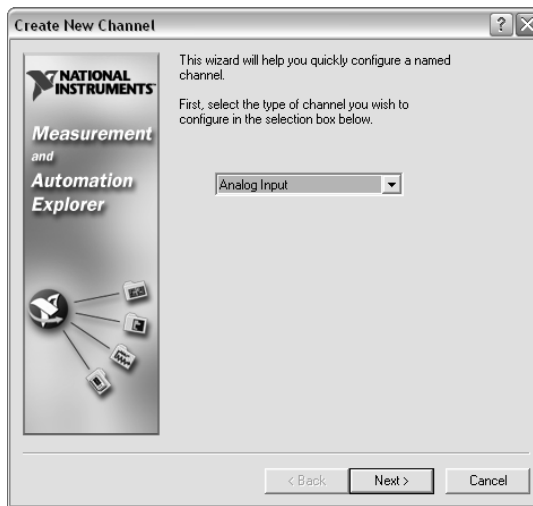 Create New Channel
NATIONAL
INSTRUMENTS
Measurement
and
Automation
Explorer
This wizard will help you quickly configure a named
channel.
First, select the type of channel you wish to
configure in the selection box below.
Analog Input
< Back
Next >
Cancel